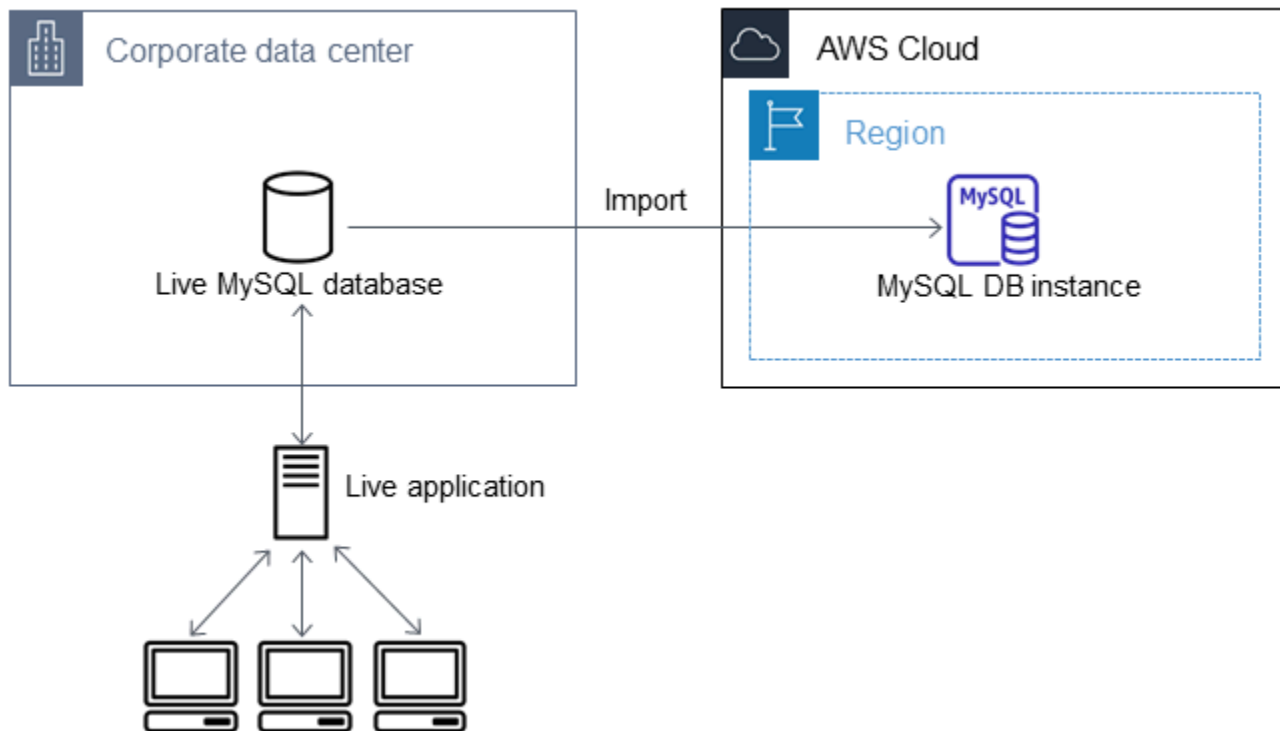 Corporate data center
AWS Cloud
Region
MySQL
Import
Live MySQL database
MySQL DB instance
Live application